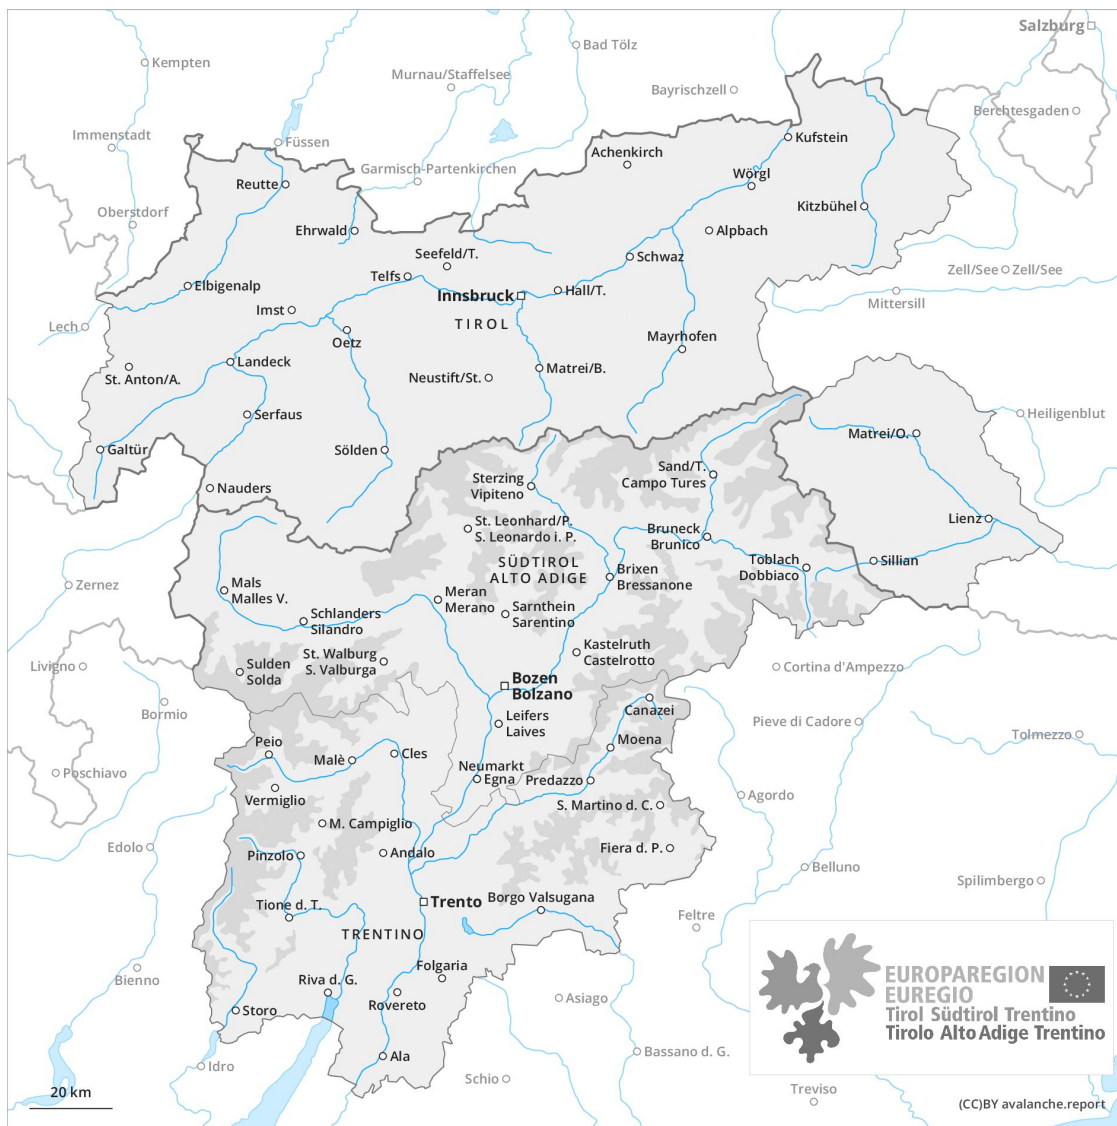 Salzburg
Bad Tölz
Kempten
Murnau/Staffelsee
Bayrischzell
Berchtesgaden
Immenstadt
Füssen
Kufstein
Achenkirch
Garmisch-Partenkirchen
Wörgl
Reutte
Kitzbühel
Oberstdorf
Ehrwald
Alpbach
Seefeld/T.
Schwaz
Telfs
Zell/See
Zell/See
Elbigenalp
Innsbruck
Hall/T.
Mittersill
Imst
TIROL
Lech
Oetz
Mayrhofen
Landeck
Matrei/B.
St. Anton/A.
Neustift/St.
Serfaus
Heiligenblut
Matrei/O.
Galtür
Sölden
Sand/T.
Campo Tures
Sterzing
Vipiteno
Nauders
Lienz
St. Leonhard/P.
S. Leonardo i. P.
Bruneck
Brunico
SÜDTIROL
ALTO ADIGE
Toblach
Dobbiaco
Sillian
Brixen
Bressanone
Zernez
Mals
Malles V.
Meran
Merano
Schlanders
Silandro
Sarnthein
Sarentino
Kastelruth
Castelrotto
St. Walburg
S. Valburga
Livigno
Sulden
Solda
Cortina d'Ampezzo
Bozen
Bolzano
Bormio
Canazei
Leifers
Laives
Pieve di Cadore
Tolmezzo
Peio
Moena
Malè
Cles
Poschiavo
Neumarkt
Egna
Predazzo
Vermiglio
Agordo
S. Martino d. C.
M. Campiglio
Edolo
Pinzolo
Andalo
Fiera d. P.
Belluno
Spilimbergo
Tione d. T.
Trento
Borgo Valsugana
Feltre
TRENTINO
Bienno
Folgaria
Riva d. G.
Rovereto
Asiago
Storo
EUROPAREGION
EUREGIO
Tirol Südtirol Trentino
Tirolo Alto Adige Trentino
Ala
Bassano d. G.
Idro
Schio
Treviso
20 km
(CC)BY avalanche.report